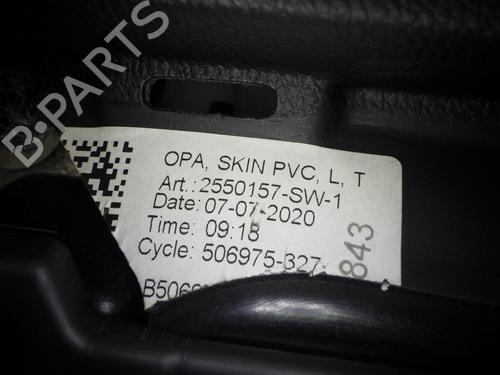 B-PARTS
OPA, SKIN PVC, L, T
Art.: 2550157-SW-1
Date: 07-07-2020
Time: 09:18
Cycle: 506975-327
843